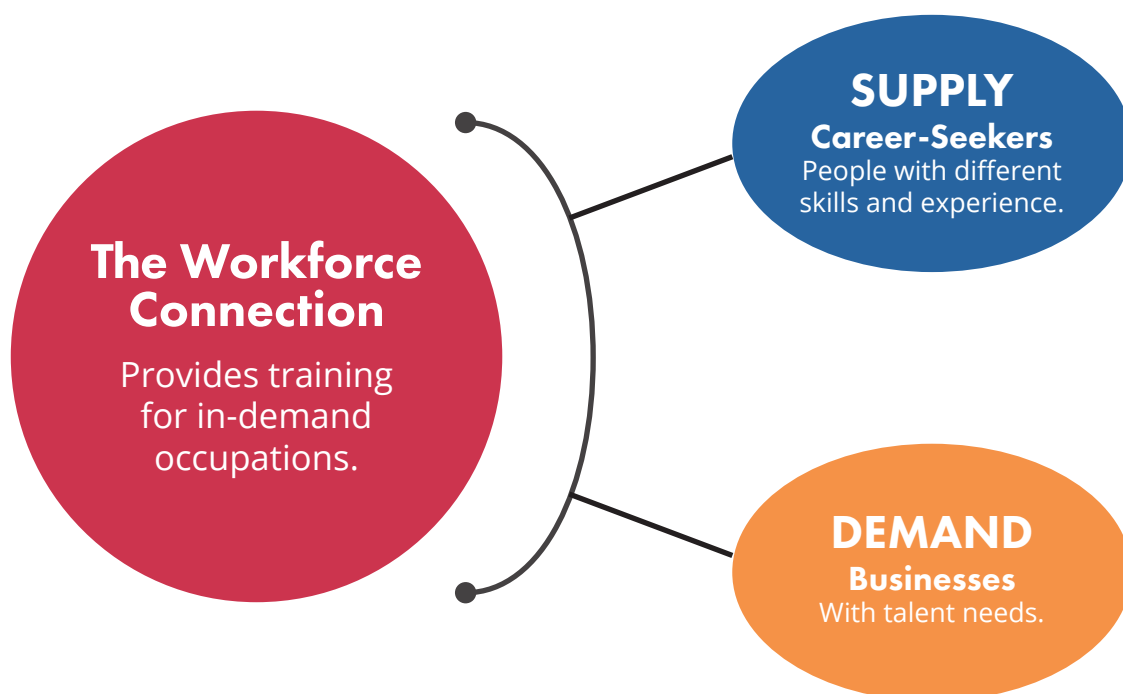 The Workforce
Connection
Provides training
for in-demand
occupations.
SUPPLY
Career-Seekers
People with different
skills and experience.
DEMAND
Businesses
With talent needs.